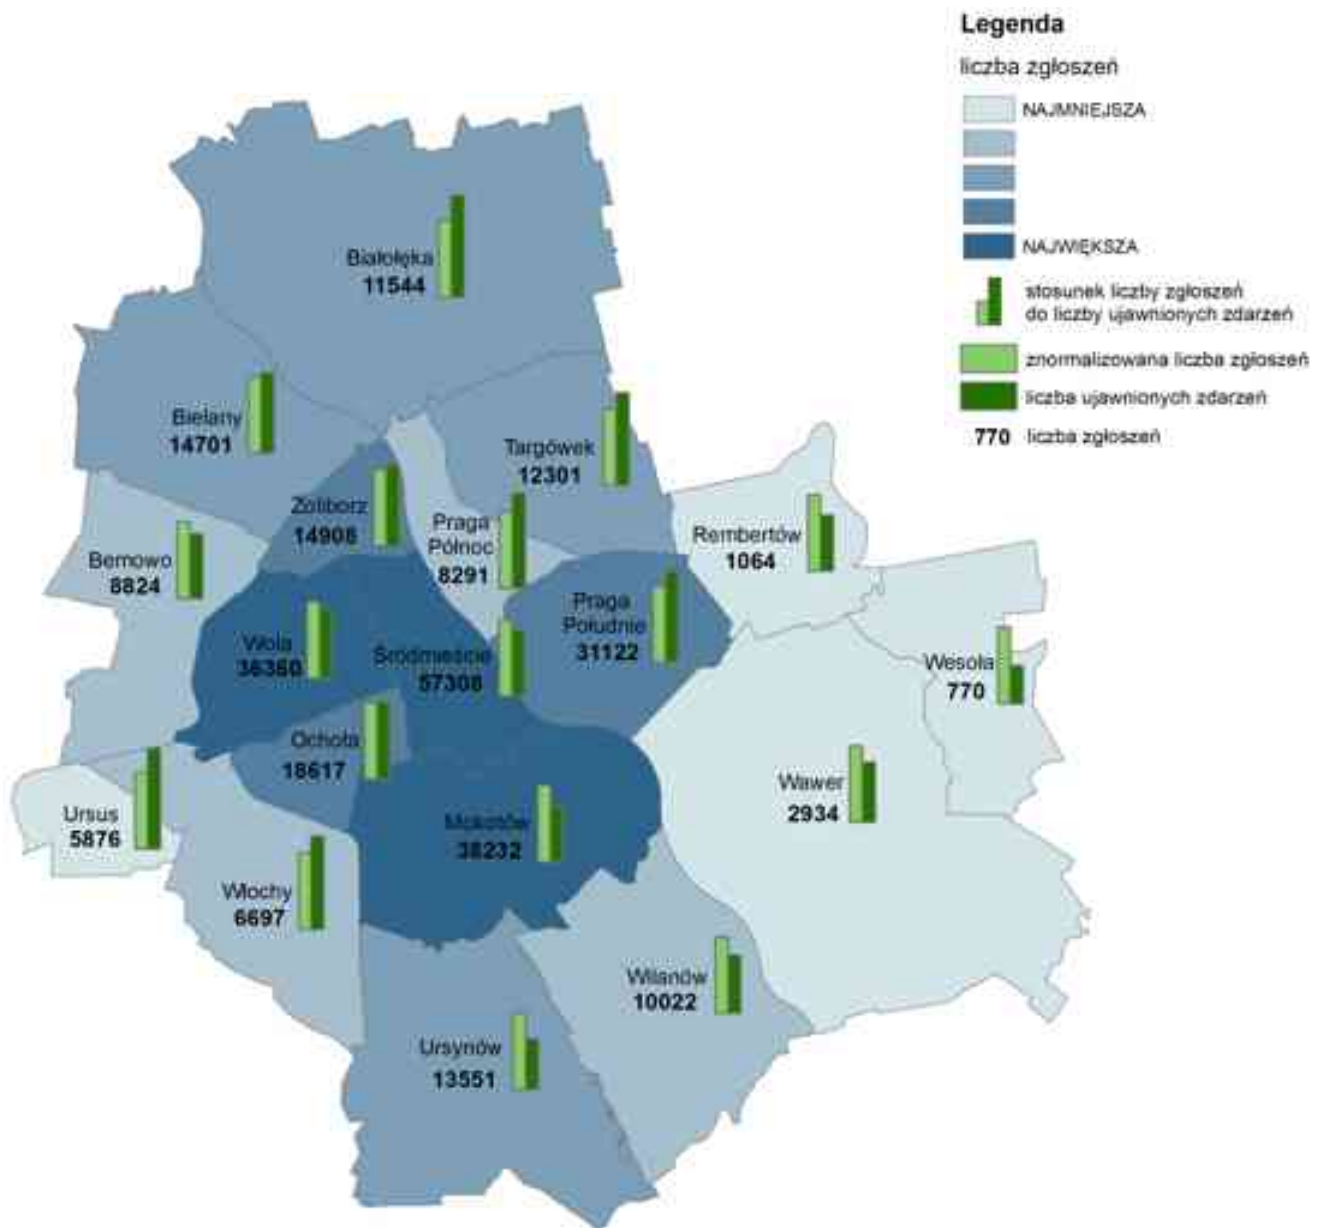 Legenda
liczba zgłoszeń
NAJMNIEJSZA
NAJWIĘKSZA
stosunek liczby zgłoszeń
do liczby ujawnionych zdarzeń
znormalizowana liczba zgłoszeń
liczba ujawnionych zdarzeń
770 liczba zgłoszeń
Białołęka
11544
Bielany
14701
Targówek
12301
Żoliborz
14908
Praga
Północ
8291
Rembertów
1064
Bemowo
8824
Praga
Południe
31122
Wola
36360
Śródmieście
57308
Wesoła
770
Ochota
18617
Wawer
2934
Ursus
5876
Mokotów
38232
Włochy
6697
Wilanów
10022
Ursynów
13551